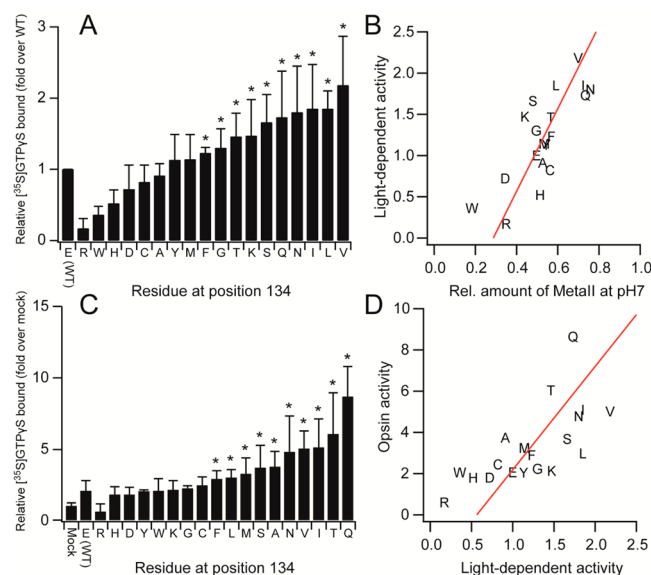 A
Relative [³⁵S]GTPγS bound (fold over WT)
3
2
1
0
* * * * * * * * * *
E (WT) R W H D C A Y M F G T K S Q N I L V
Residue at position 134
B
Light-dependent activity
2.5
2.0
1.5
1.0
0.5
0.0
V
L I N
Q
S
K T
G F
M
E
A C
D
H
W
R
0.0 0.2 0.4 0.6 0.8 1.0
Rel. amount of MetaII at pH7
C
Relative [³⁵S]GTPγS bound (fold over mock)
15
10
5
0
* * * * * * * * * *
Mock E (WT) R H D Y W K G C F L M S A N V I T Q
Residue at position 134
D
Opsin activity
10
8
6
4
2
0
Q
T
I V
N
A S
M L
F
C
W E Y G K
H D
R
0.0 0.5 1.0 1.5 2.0 2.5
Light-dependent activity